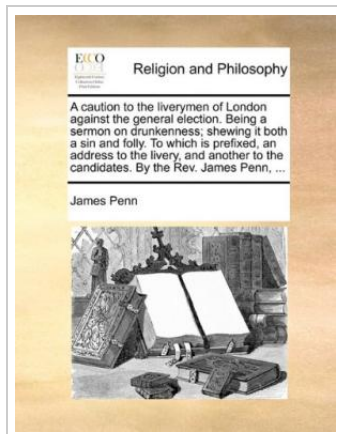 ECCO
Religion and Philosophy
A caution to the liverymen of London
against the general election. Being a
sermon on drunkenness; shewing it both
a sin and folly. To which is prefixed, an
address to the livery, and another to the
candidates. By the Rev. James Penn, ...
James Penn